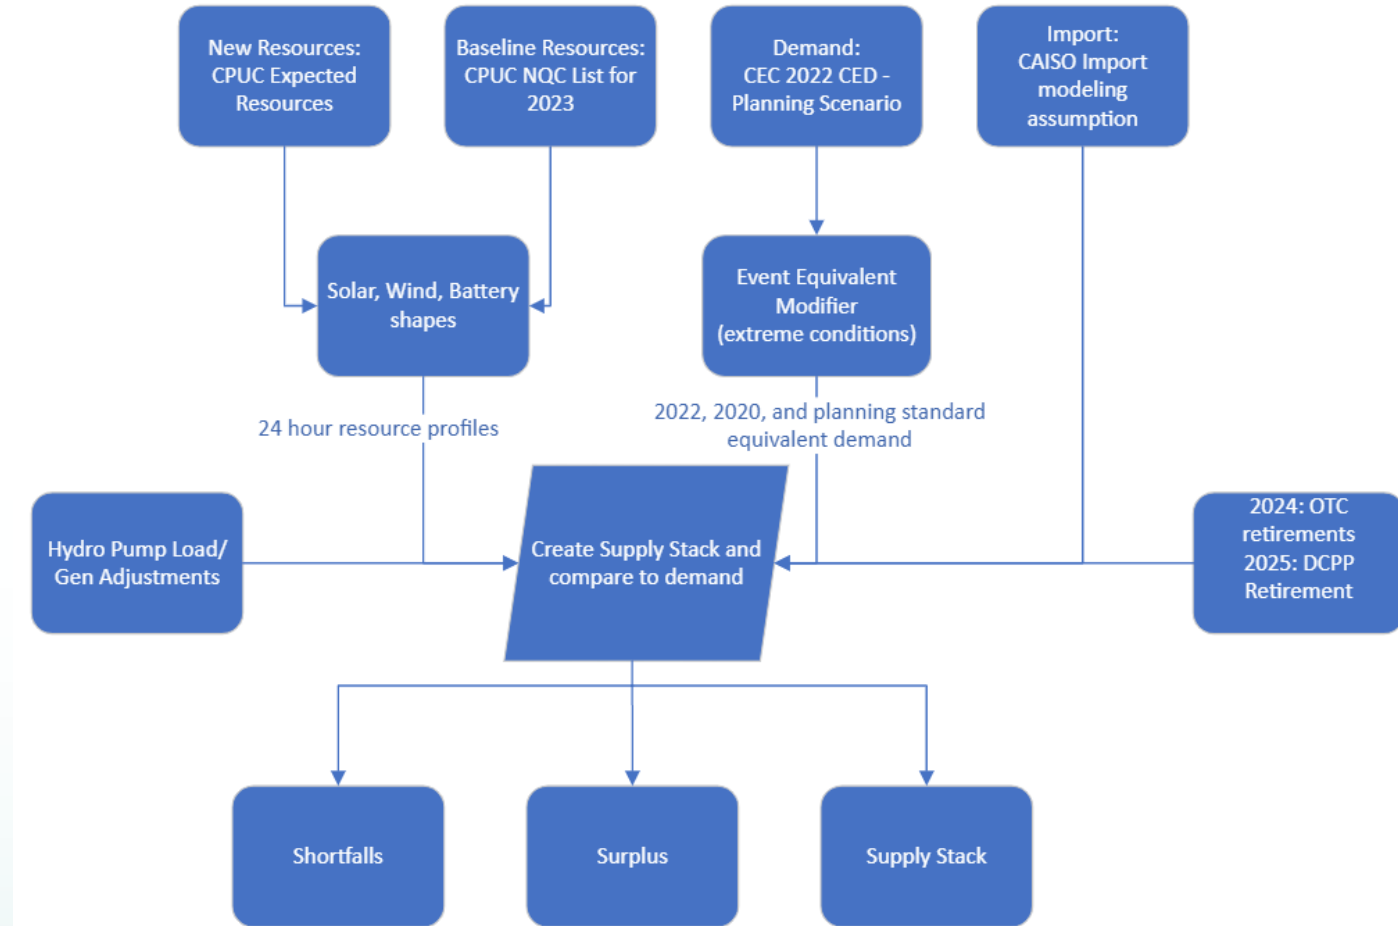 New Resources:
CPUC Expected
Resources
Baseline Resources:
CPUC NQC List for
2023
Demand:
CEC 2022 CED -
Planning Scenario
Import:
CAISO Import
modeling
assumption
Solar, Wind, Battery
shapes
Event Equivalent
Modifier
(extreme conditions)
24 hour resource profiles
2022, 2020, and planning standard
equivalent demand
Hydro Pump Load/
Gen Adjustments
Create Supply Stack and
compare to demand
2024: OTC
retirements
2025: DCPP
Retirement
Shortfalls
Surplus
Supply Stack